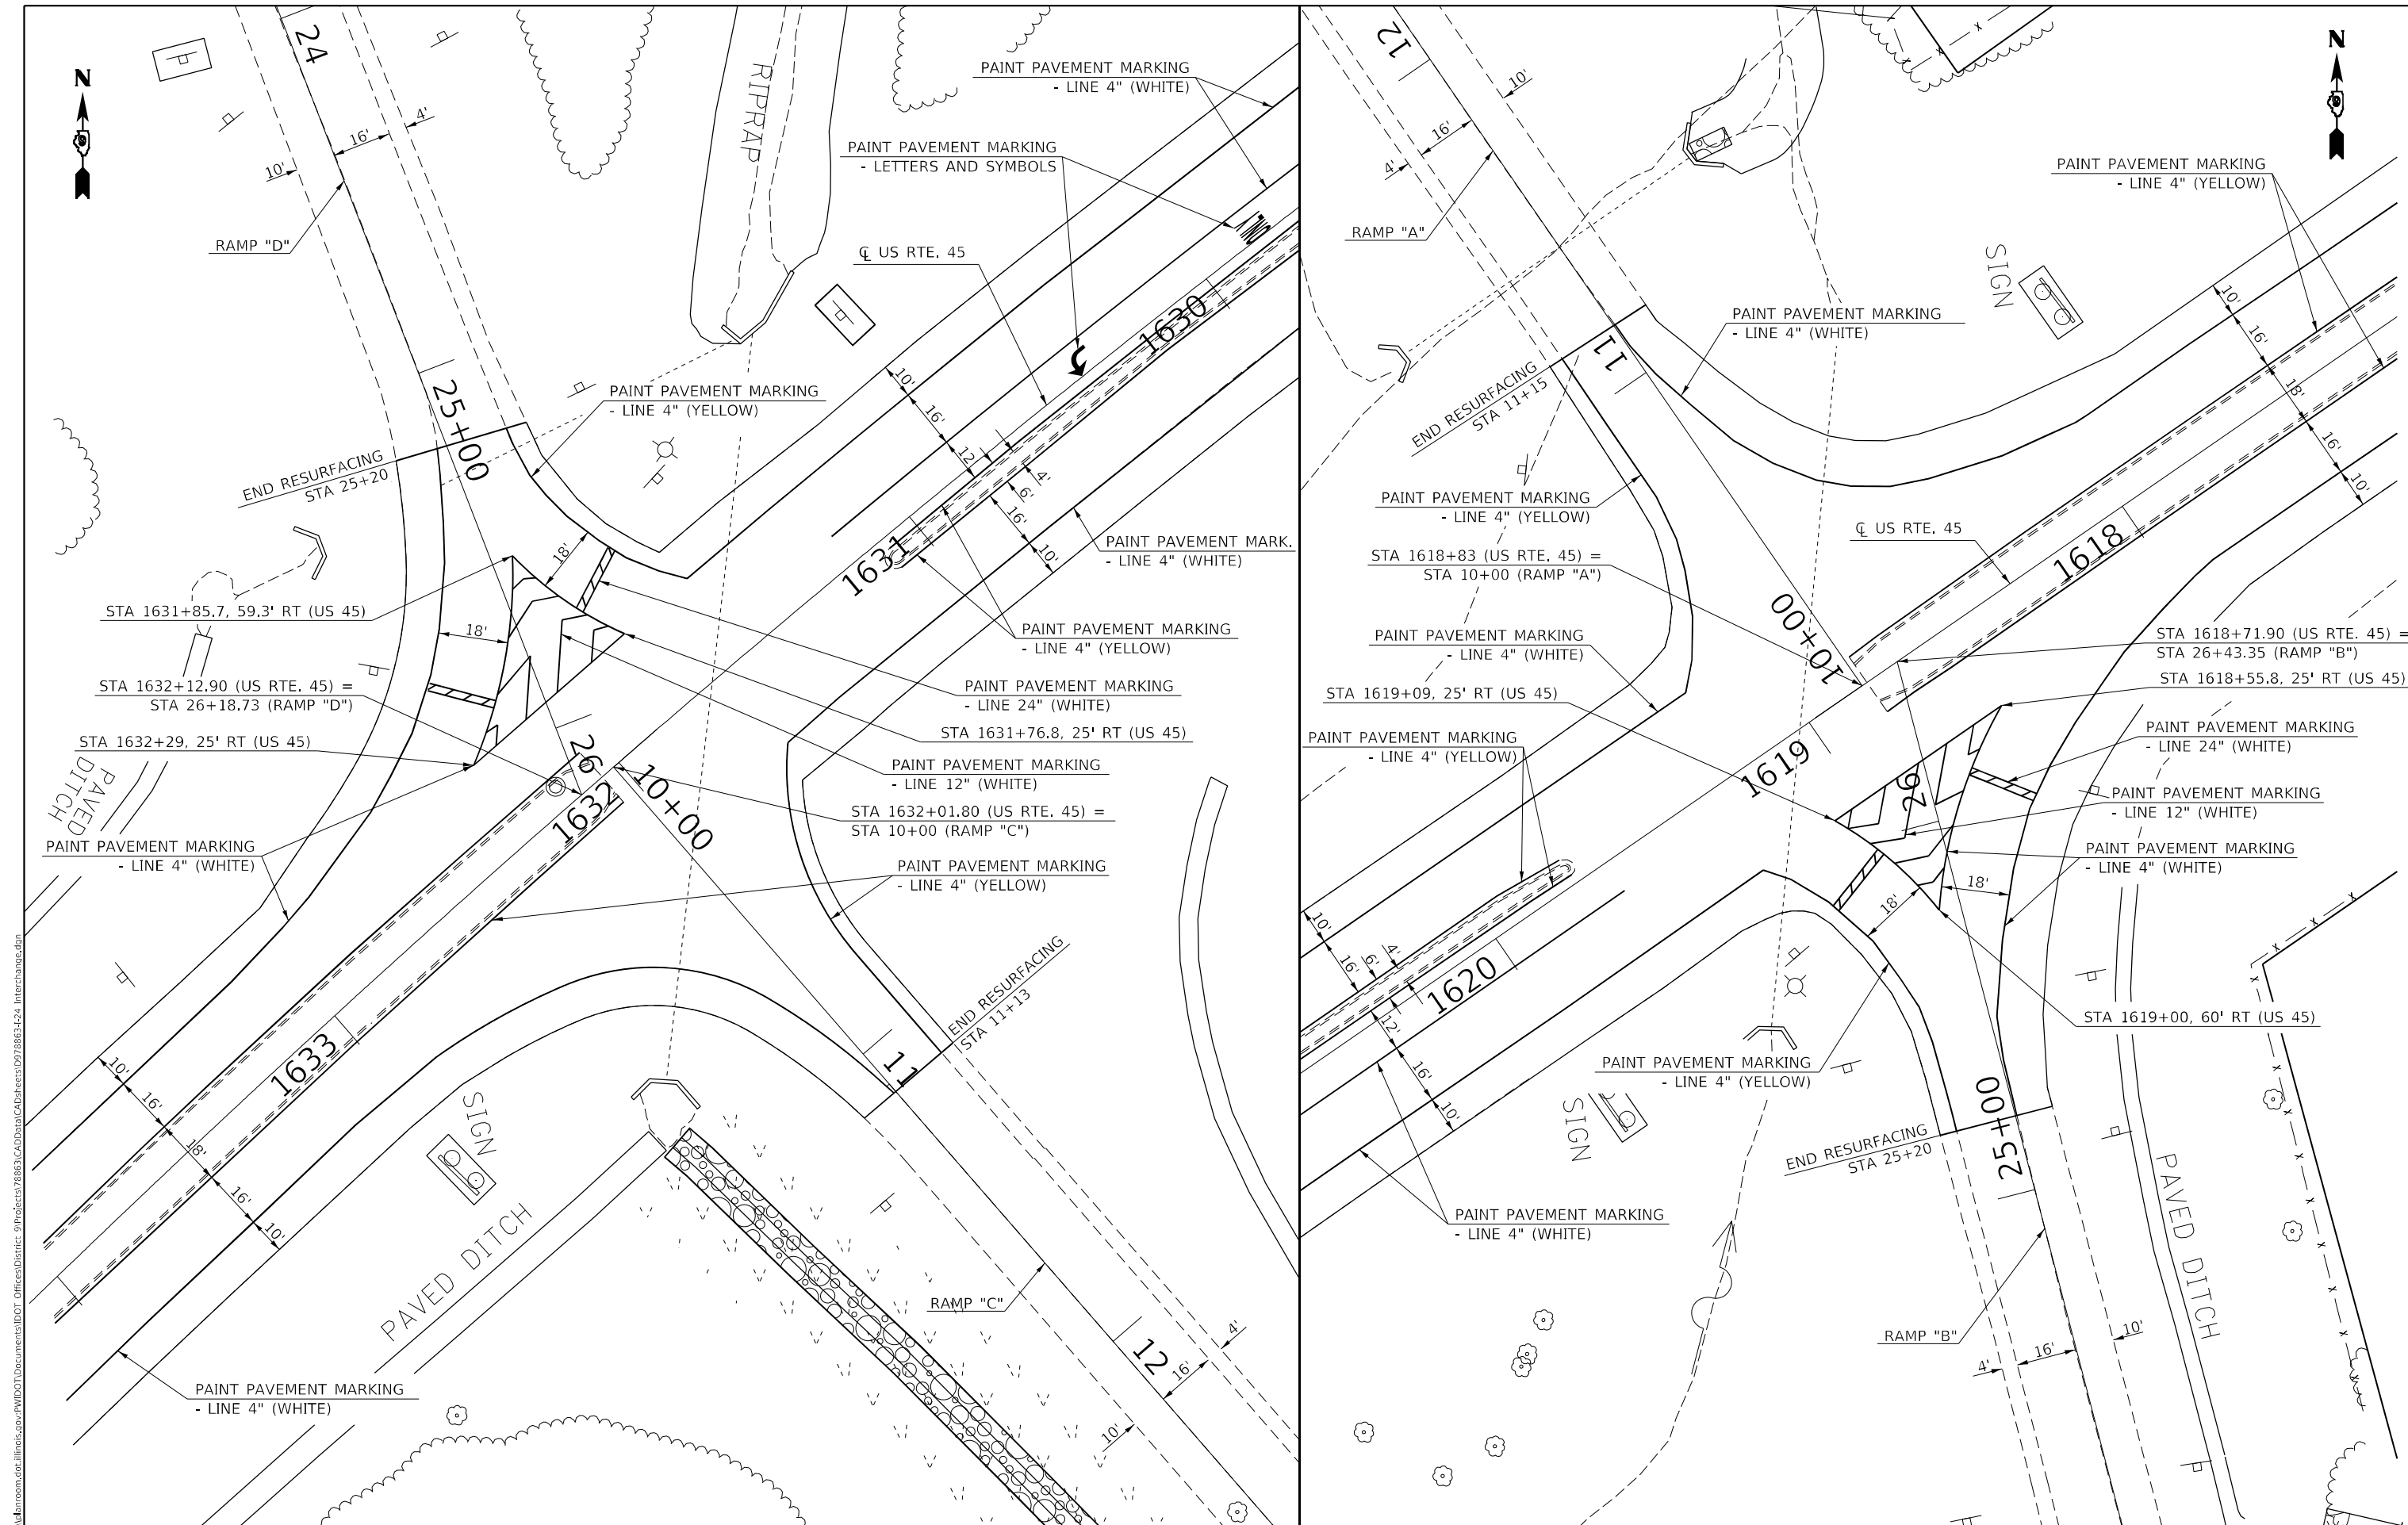 N
24
4'
16'
10'
RAMP "D"
RIPRAP
PAINT PAVEMENT MARKING
- LINE 4" (WHITE)
PAINT PAVEMENT MARKING
- LETTERS AND SYMBOLS
℄ US RTE. 45
1630
PAINT PAVEMENT MARKING
- LINE 4" (YELLOW)
10'
16'
12'
4'
6'
16'
10'
25+00
END RESURFACING
STA 25+20
18'
1631
PAINT PAVEMENT MARK.
- LINE 4" (WHITE)
STA 1631+85.7, 59.3' RT (US 45)
18'
PAINT PAVEMENT MARKING
- LINE 4" (YELLOW)
STA 1632+12.90 (US RTE. 45) =
STA 26+18.73 (RAMP "D")
PAINT PAVEMENT MARKING
- LINE 24" (WHITE)
STA 1632+29, 25' RT (US 45)
STA 1631+76.8, 25' RT (US 45)
PAVED
DITCH
26
1632
10+00
PAINT PAVEMENT MARKING
- LINE 12" (WHITE)
STA 1632+01.80 (US RTE. 45) =
STA 10+00 (RAMP "C")
PAINT PAVEMENT MARKING
- LINE 4" (WHITE)
PAINT PAVEMENT MARKING
- LINE 4" (YELLOW)
END RESURFACING
STA 11+13
1633
11
10'
16'
18'
16'
10'
SIGN
PAVED DITCH
RAMP "C"
12
4'
16'
10'
PAINT PAVEMENT MARKING
- LINE 4" (WHITE)
N
12
10'
16'
4'
RAMP "A"
PAINT PAVEMENT MARKING
- LINE 4" (YELLOW)
SIGN
PAINT PAVEMENT MARKING
- LINE 4" (WHITE)
10'
16'
18'
16'
10'
11
END RESURFACING
STA 11+15
PAINT PAVEMENT MARKING
- LINE 4" (YELLOW)
℄ US RTE. 45
1618
STA 1618+83 (US RTE. 45) =
STA 10+00 (RAMP "A")
10+00
PAINT PAVEMENT MARKING
- LINE 4" (WHITE)
STA 1618+71.90 (US RTE. 45) =
STA 26+43.35 (RAMP "B")
STA 1619+09, 25' RT (US 45)
STA 1618+55.8, 25' RT (US 45)
PAINT PAVEMENT MARKING
- LINE 4" (YELLOW)
1619
26
PAINT PAVEMENT MARKING
- LINE 24" (WHITE)
PAINT PAVEMENT MARKING
- LINE 12" (WHITE)
PAINT PAVEMENT MARKING
- LINE 4" (WHITE)
18'
18'
10'
16'
6'
4'
1620
12'
16'
10'
STA 1619+00, 60' RT (US 45)
PAINT PAVEMENT MARKING
- LINE 4" (YELLOW)
SIGN
25+00
END RESURFACING
STA 25+20
PAVED DITCH
PAINT PAVEMENT MARKING
- LINE 4" (WHITE)
RAMP "B"
4'
16'
10'